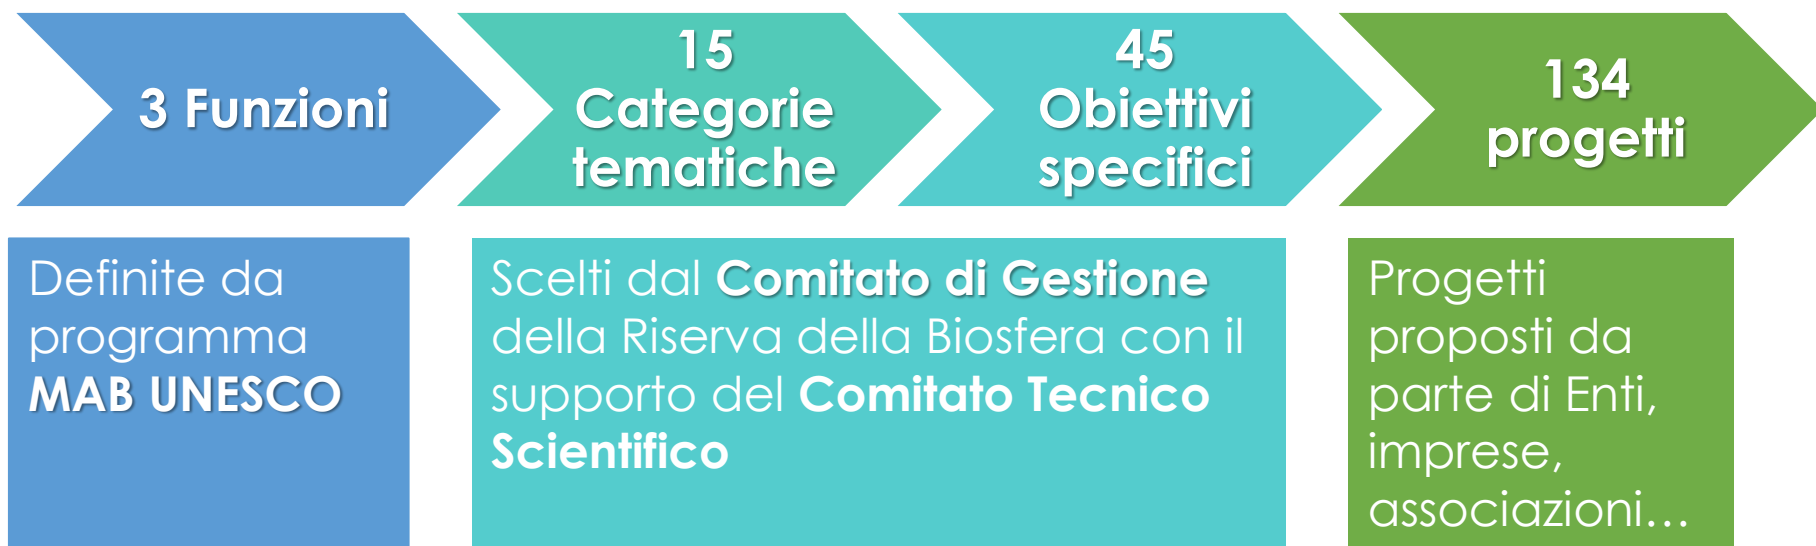 3 Funzioni
15
Categorie
tematiche
45
Obiettivi
specifici
134
progetti
Definite da
programma
MAB UNESCO
Scelti dal Comitato di Gestione
della Riserva della Biosfera con il
supporto del Comitato Tecnico
Scientifico
Progetti
proposti da
parte di Enti,
imprese,
associazioni…